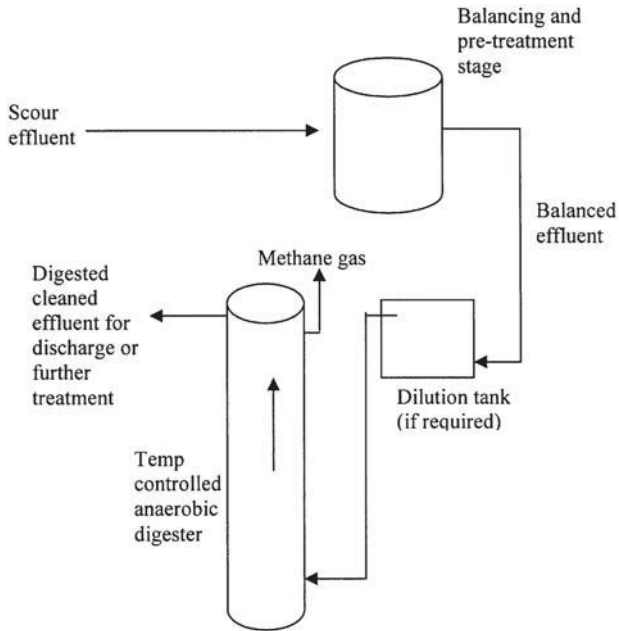 Balancing and
pre-treatment
stage
Scour
effluent
Balanced
effluent
Methane gas
Digested
cleaned
effluent for
discharge or
further
treatment
Dilution tank
(if required)
Temp
controlled
anaerobic
digester